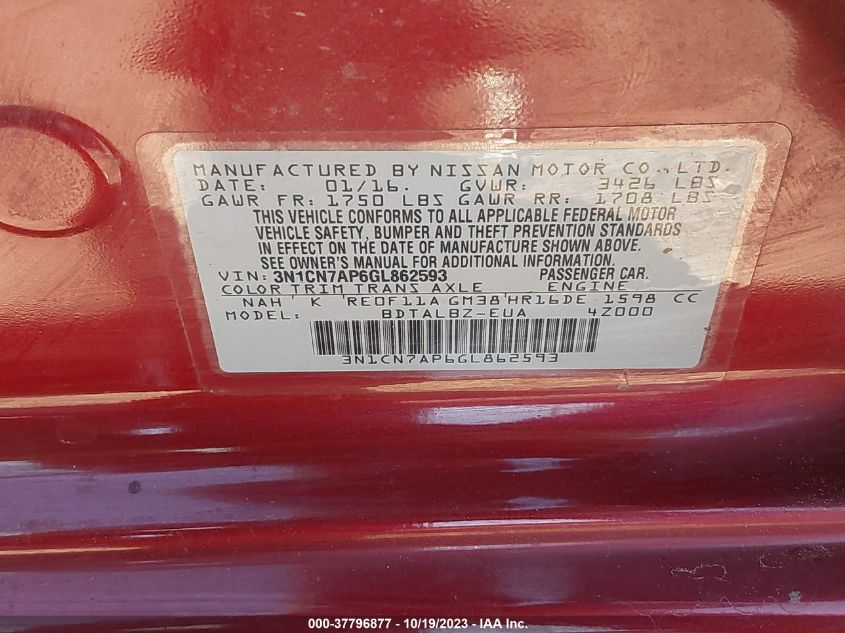 MANUFACTURED BY NISSAN MOTOR CO., LTD.
DATE: 01/16. GVWR: 3426 LBS
GAWR FR: 1750 LBS GAWR RR: 1708 LBS
THIS VEHICLE CONFORMS TO ALL APPLICABLE FEDERAL MOTOR
VEHICLE SAFETY, BUMPER AND THEFT PREVENTION STANDARDS
IN EFFECT ON THE DATE OF MANUFACTURE SHOWN ABOVE.
SEE OWNER'S MANUAL FOR ADDITIONAL INFORMATION.
VIN: 3N1CN7AP6GL862593 PASSENGER CAR.
COLOR TRIM TRANS AXLE ENGINE
NAH K RE0F11A GM38 HR16DE 1598 CC
MODEL: BDTALBZ-EUA 4Z000
3N1CN7AP6GL862593
000-37796877 - 10/19/2023 - IAA Inc.